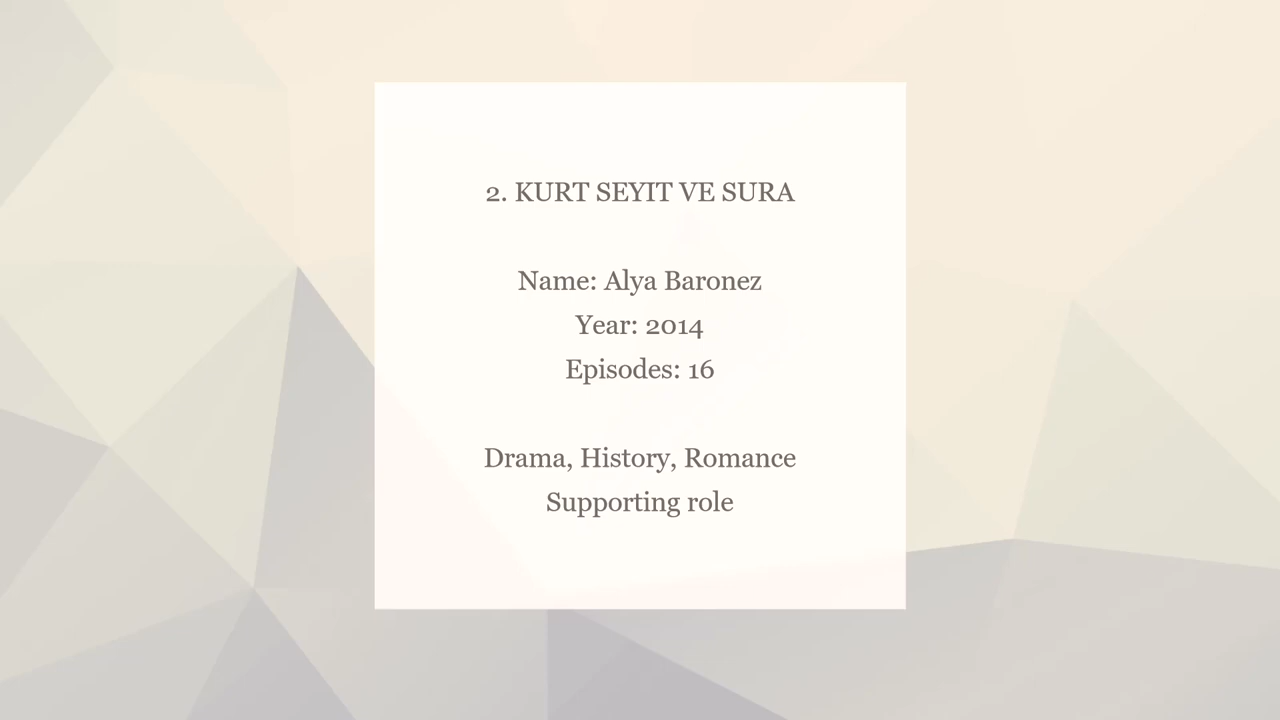 2. KURT SEYIT VE SURA
Name: Alya Baronez
Year: 2014
Episodes: 16
Drama, History, Romance
Supporting role